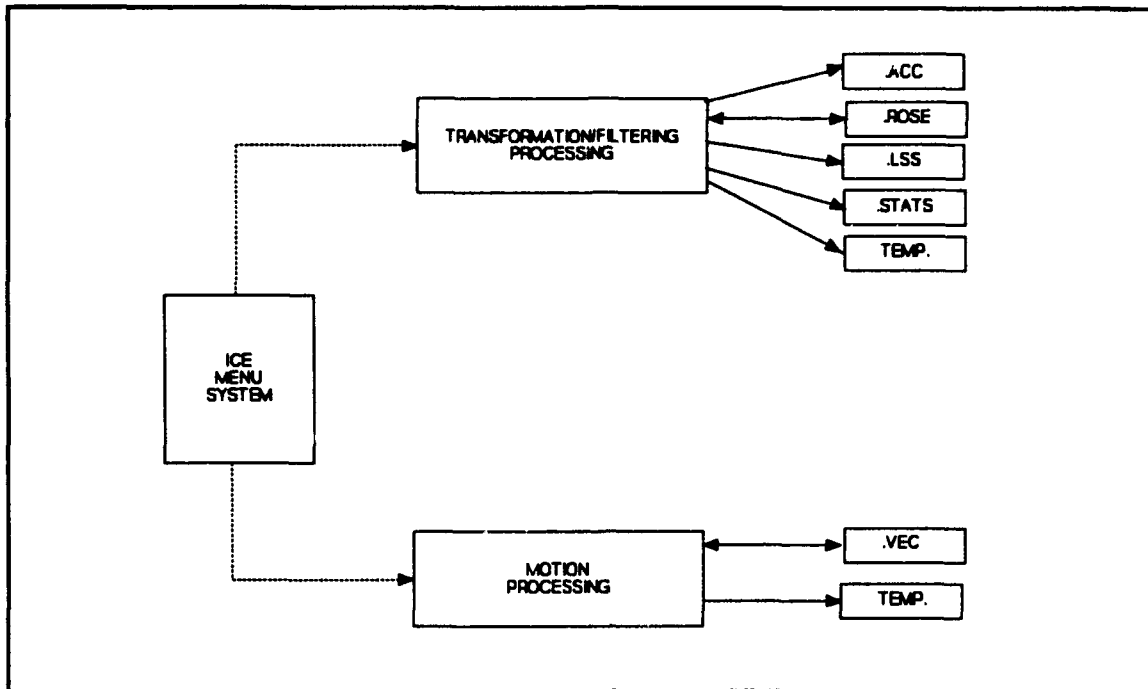 .ACC
TRANSFORMATION/FILTERING
PROCESSING
.ROSE
.LSS
.STATS
TEMP.
ICE
MENU
SYSTEM
MOTION
PROCESSING
.VEC
TEMP.